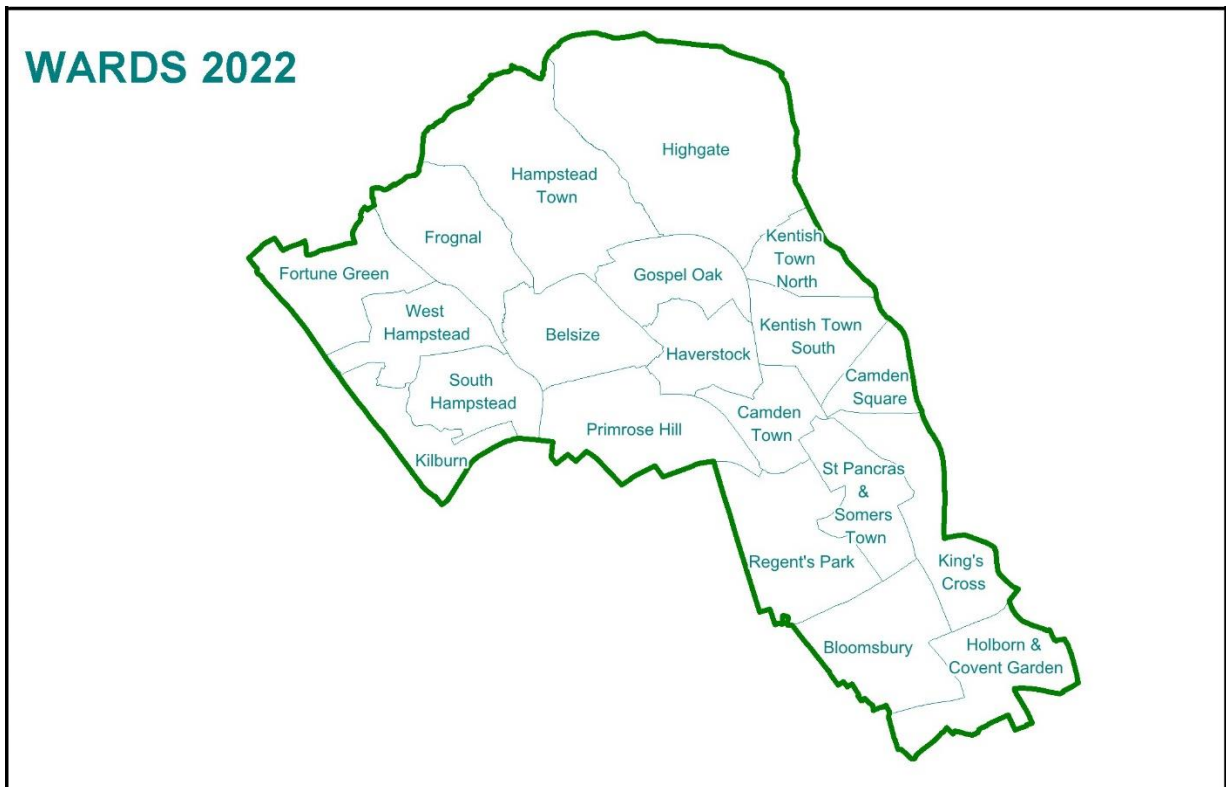 WARDS 2022
Highgate
Hampstead
Town
Frognal
Kentish
Town
North
Fortune Green
Gospel Oak
West
Hampstead
Belsize
Kentish Town
South
Haverstock
Camden
Square
South
Hampstead
Primrose Hill
Camden
Town
Kilburn
St Pancras
&
Somers
Town
Regent's Park
King's
Cross
Bloomsbury
Holborn &
Covent Garden